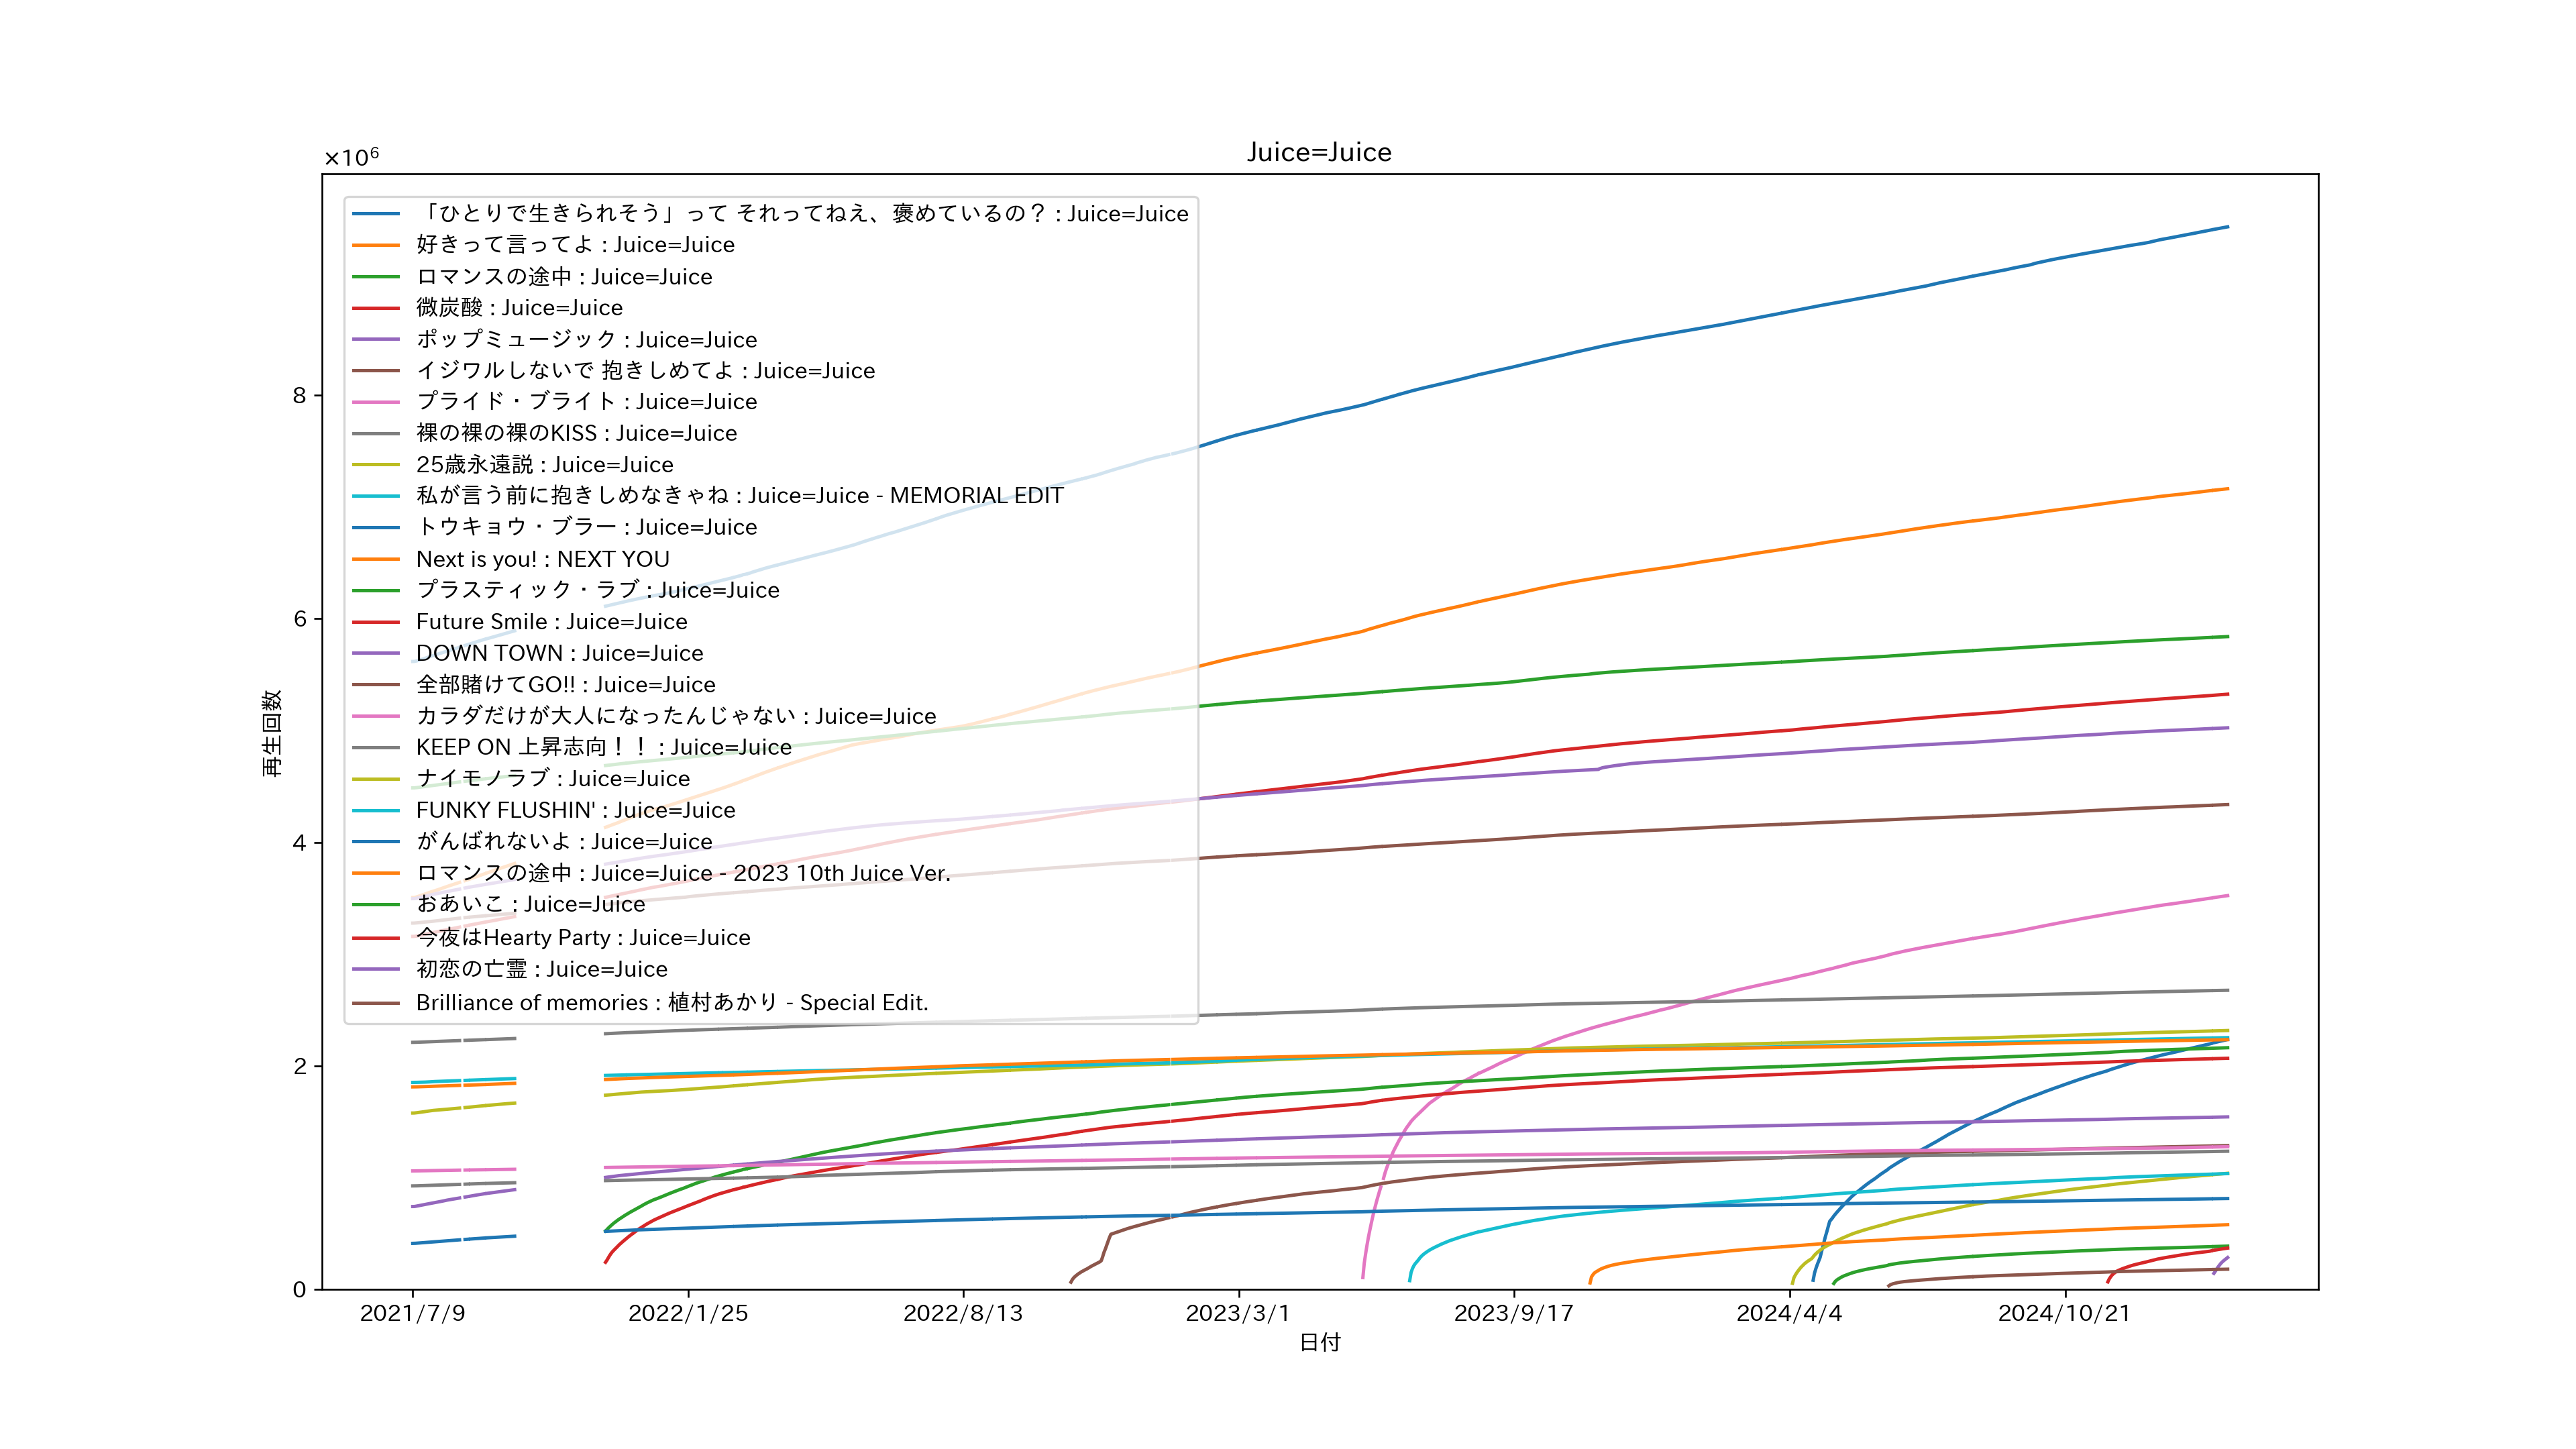 Juice=Juice
×10⁶
「ひとりで生きられそう」って それってねえ、褒めているの？ : Juice=Juice
好きって言ってよ : Juice=Juice
ロマンスの途中 : Juice=Juice
微炭酸 : Juice=Juice
ポップミュージック : Juice=Juice
イジワルしないで 抱きしめてよ : Juice=Juice
プライド・ブライト : Juice=Juice
裸の裸の裸のKISS : Juice=Juice
25歳永遠説 : Juice=Juice
私が言う前に抱きしめなきゃね : Juice=Juice - MEMORIAL EDIT
トウキョウ・ブラー : Juice=Juice
Next is you! : NEXT YOU
プラスティック・ラブ : Juice=Juice
Future Smile : Juice=Juice
DOWN TOWN : Juice=Juice
全部賭けてGO!! : Juice=Juice
カラダだけが大人になったんじゃない : Juice=Juice
KEEP ON 上昇志向！！ : Juice=Juice
ナイモノラブ : Juice=Juice
FUNKY FLUSHIN' : Juice=Juice
がんばれないよ : Juice=Juice
ロマンスの途中 : Juice=Juice - 2023 10th Juice Ver.
おあいこ : Juice=Juice
今夜はHearty Party : Juice=Juice
初恋の亡霊 : Juice=Juice
Brilliance of memories : 植村あかり - Special Edit.
再生回数
8
6
4
2
0
2021/7/9
2022/1/25
2022/8/13
2023/3/1
2023/9/17
2024/4/4
2024/10/21
日付